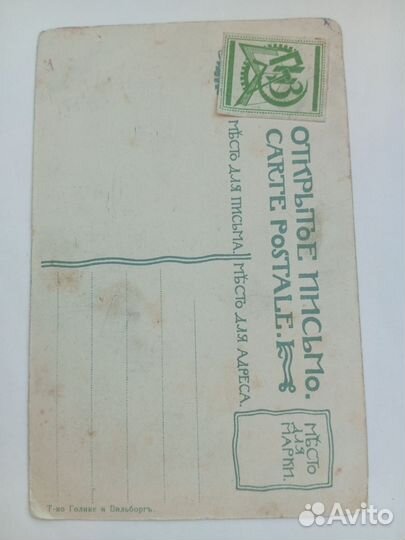 ОТКРЫТОЕ ПИСЬМО.
CARTE POSTALE.
МѢСТО ДЛЯ ПИСЬМА. МѢСТО ДЛЯ АДРЕСА.
МѢСТО
ДЛЯ
МАРКИ.
Т-во Голике и Вильборгъ.
Avito